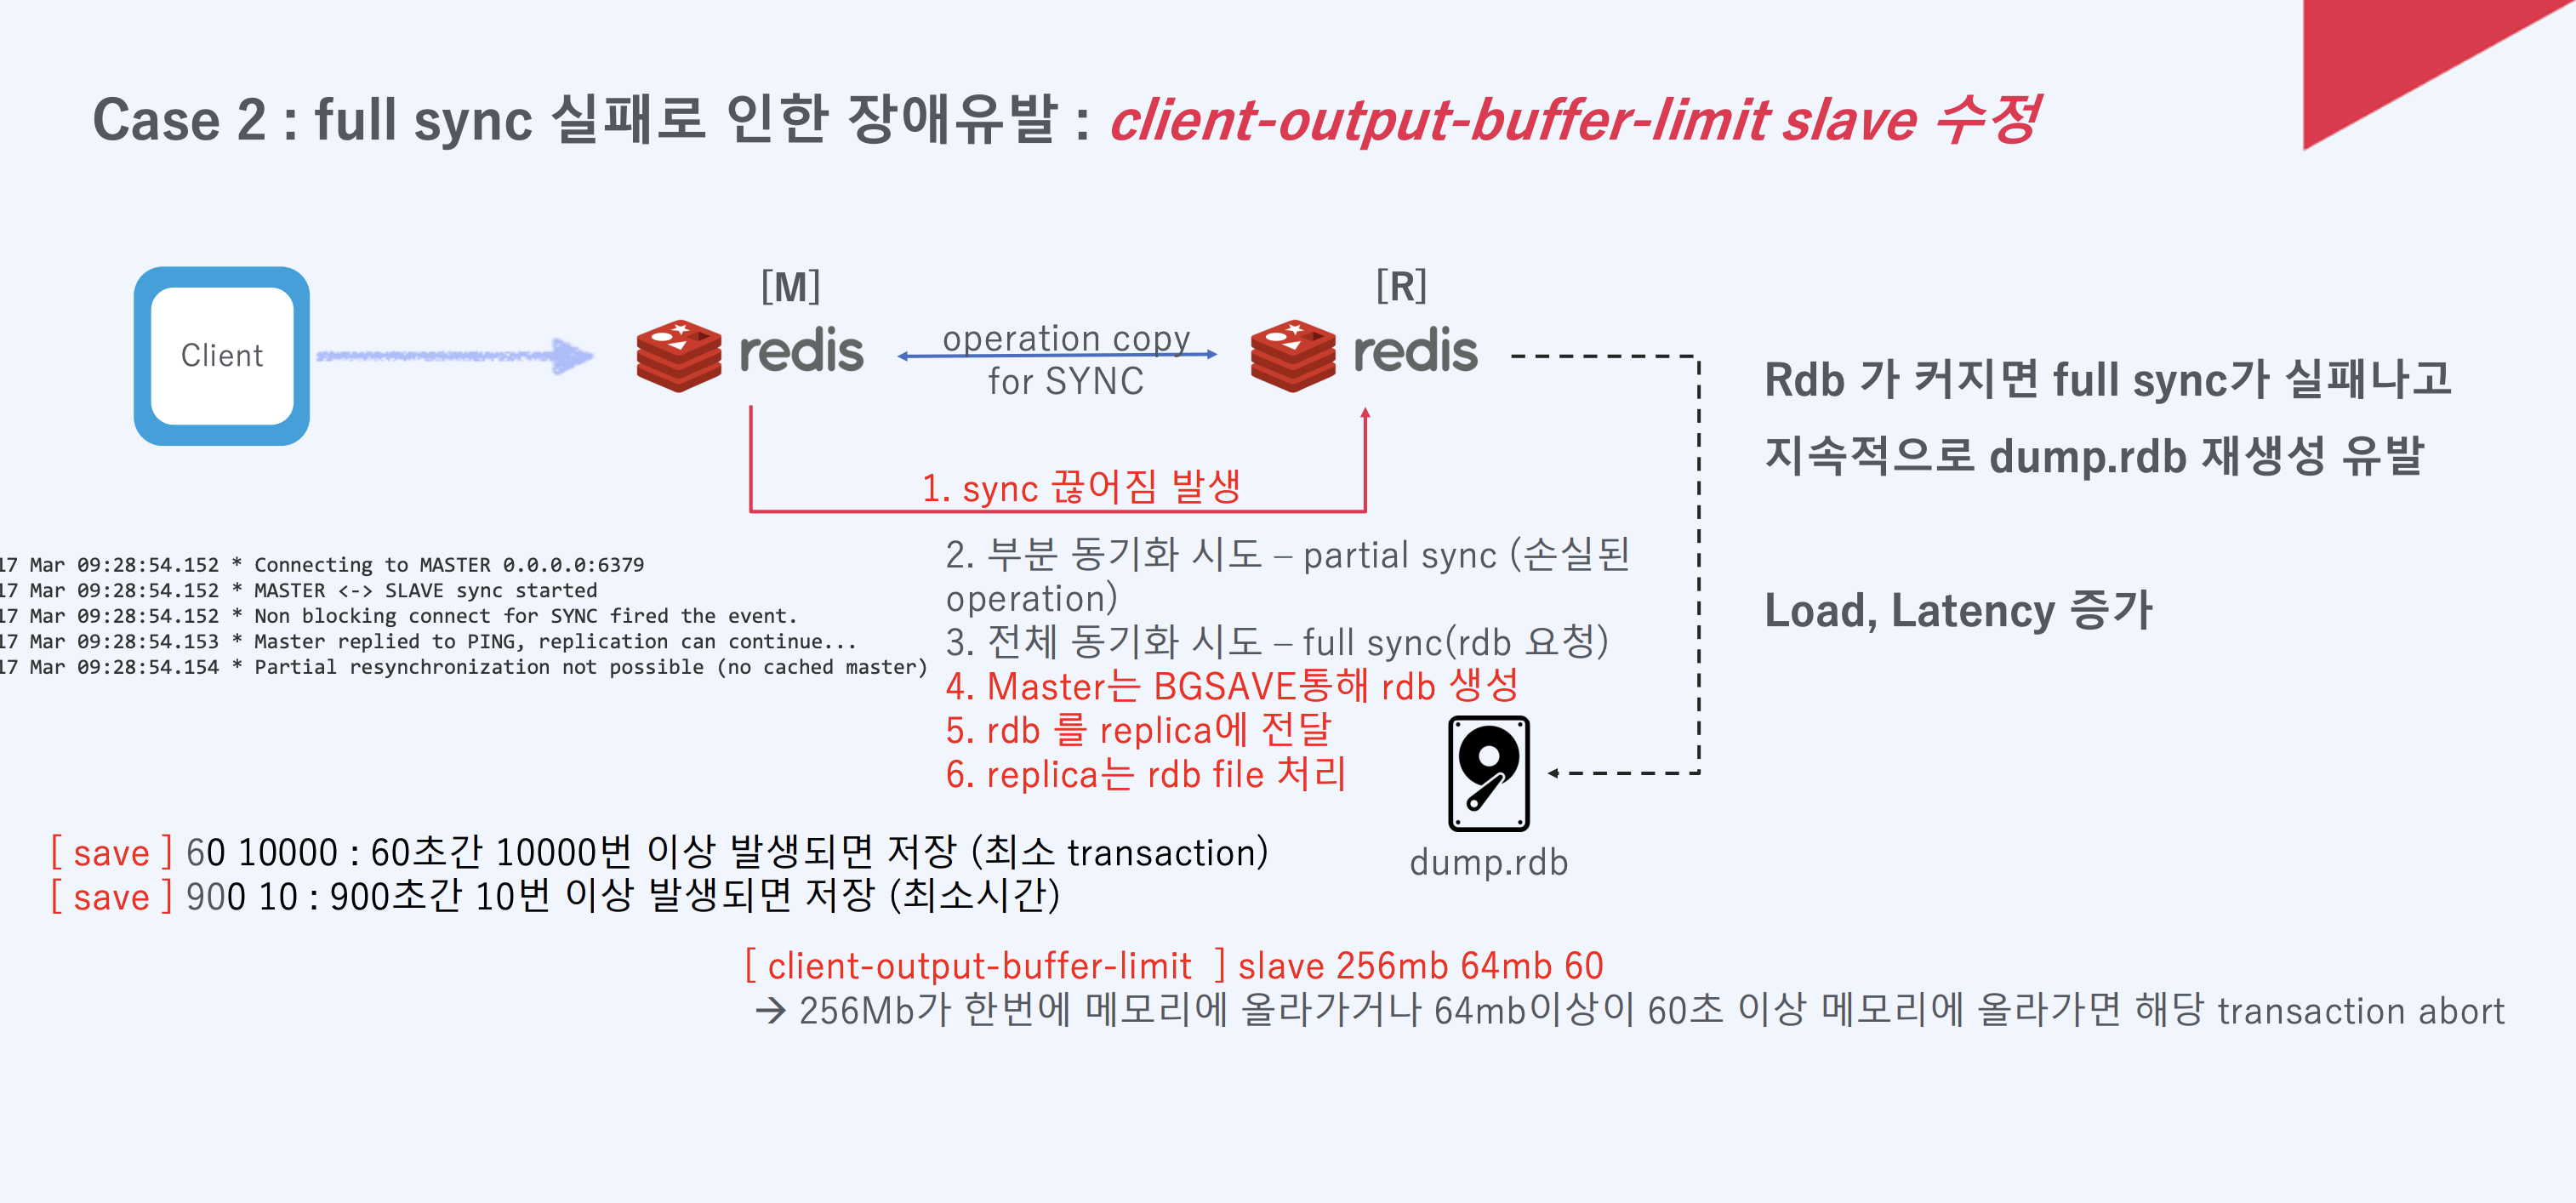 Case 2 : full sync 실패로 인한 장애유발 : client-output-buffer-limit slave 수정
Client
[M]
redis
operation copy
for SYNC
[R]
redis
1. sync 끊어짐 발생
Rdb 가 커지면 full sync가 실패나고
지속적으로 dump.rdb 재생성 유발
Load, Latency 증가
17 Mar 09:28:54.152 * Connecting to MASTER 0.0.0.0:6379
17 Mar 09:28:54.152 * MASTER <-> SLAVE sync started
17 Mar 09:28:54.152 * Non blocking connect for SYNC fired the event.
17 Mar 09:28:54.153 * Master replied to PING, replication can continue...
17 Mar 09:28:54.154 * Partial resynchronization not possible (no cached master)
2. 부분 동기화 시도 – partial sync (손실된
operation)
3. 전체 동기화 시도 – full sync(rdb 요청)
4. Master는 BGSAVE통해 rdb 생성
5. rdb 를 replica에 전달
6. replica는 rdb file 처리
dump.rdb
[ save ] 60 10000 : 60초간 10000번 이상 발생되면 저장 (최소 transaction)
[ save ] 900 10 : 900초간 10번 이상 발생되면 저장 (최소시간)
[ client-output-buffer-limit ] slave 256mb 64mb 60
→ 256Mb가 한번에 메모리에 올라가거나 64mb이상이 60초 이상 메모리에 올라가면 해당 transaction abort